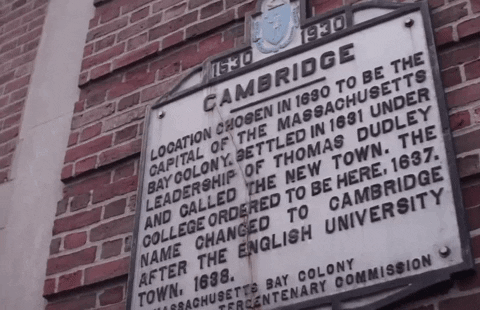 1630 1930
CAMBRIDGE
LOCATION CHOSEN IN 1630 TO BE THE
CAPITAL OF THE MASSACHUSETTS
BAY COLONY. SETTLED IN 1631 UNDER
LEADERSHIP OF THOMAS DUDLEY
AND CALLED THE NEW TOWN. THE
COLLEGE ORDERED TO BE HERE, 1637.
NAME CHANGED TO CAMBRIDGE
AFTER THE ENGLISH UNIVERSITY
TOWN, 1638.
MASSACHUSETTS BAY COLONY
TERCENTENARY COMMISSION